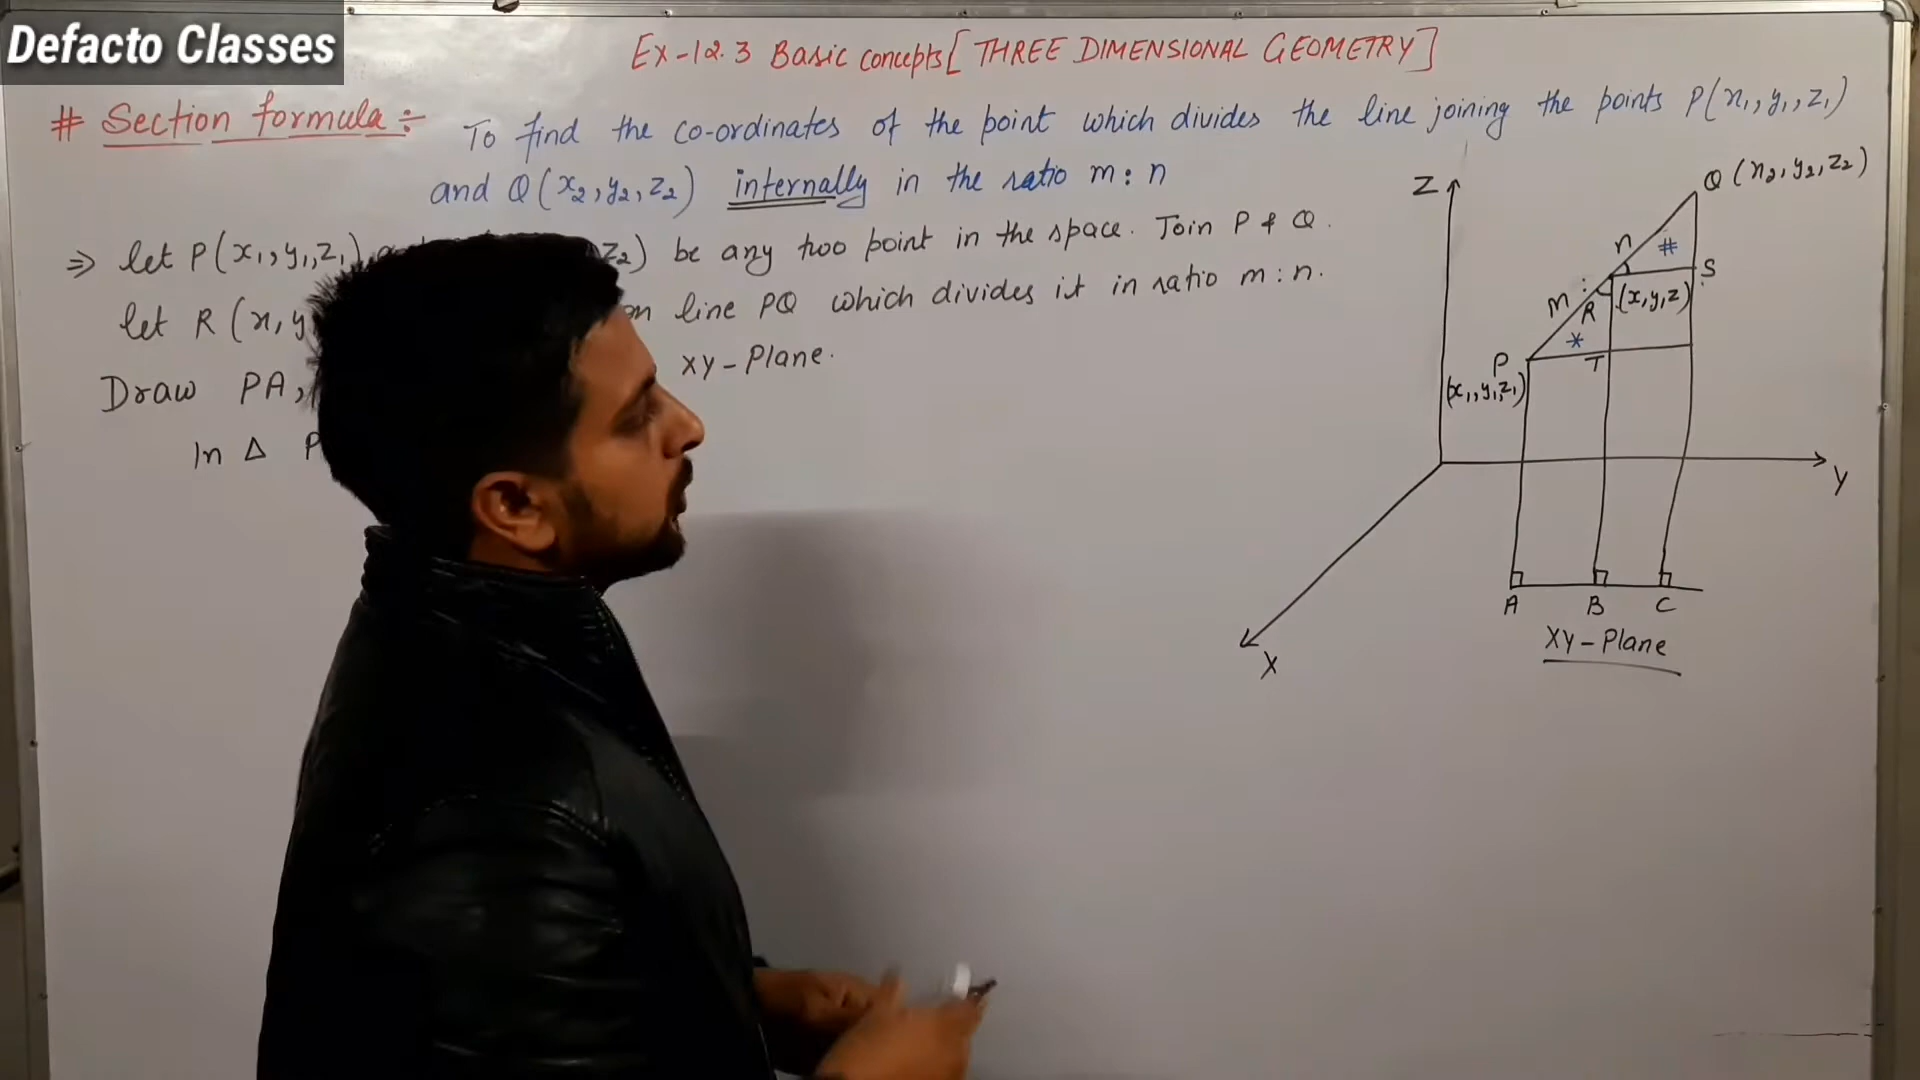 Defacto Classes
Ex-12.3 Basic concepts [THREE DIMENSIONAL GEOMETRY]
# Section formula ÷ To find the co-ordinates of the point which divides the line joining the points P(x₁,y₁,z₁)
and Q(x₂,y₂,z₂) internally in the ratio m:n
⇒ let P(x₁,y₁,z₁) z₂) be any two point in the space. Join P & Q.
let R(x,y on line PQ which divides it in ratio m:n.
Draw PA, XY-Plane.
In Δ P
Z
Q(x₂,y₂,z₂)
n #
S
m :
R (x,y,z)
*
P T
(x₁,y₁,z₁)
Y
A B C
XY-Plane
X